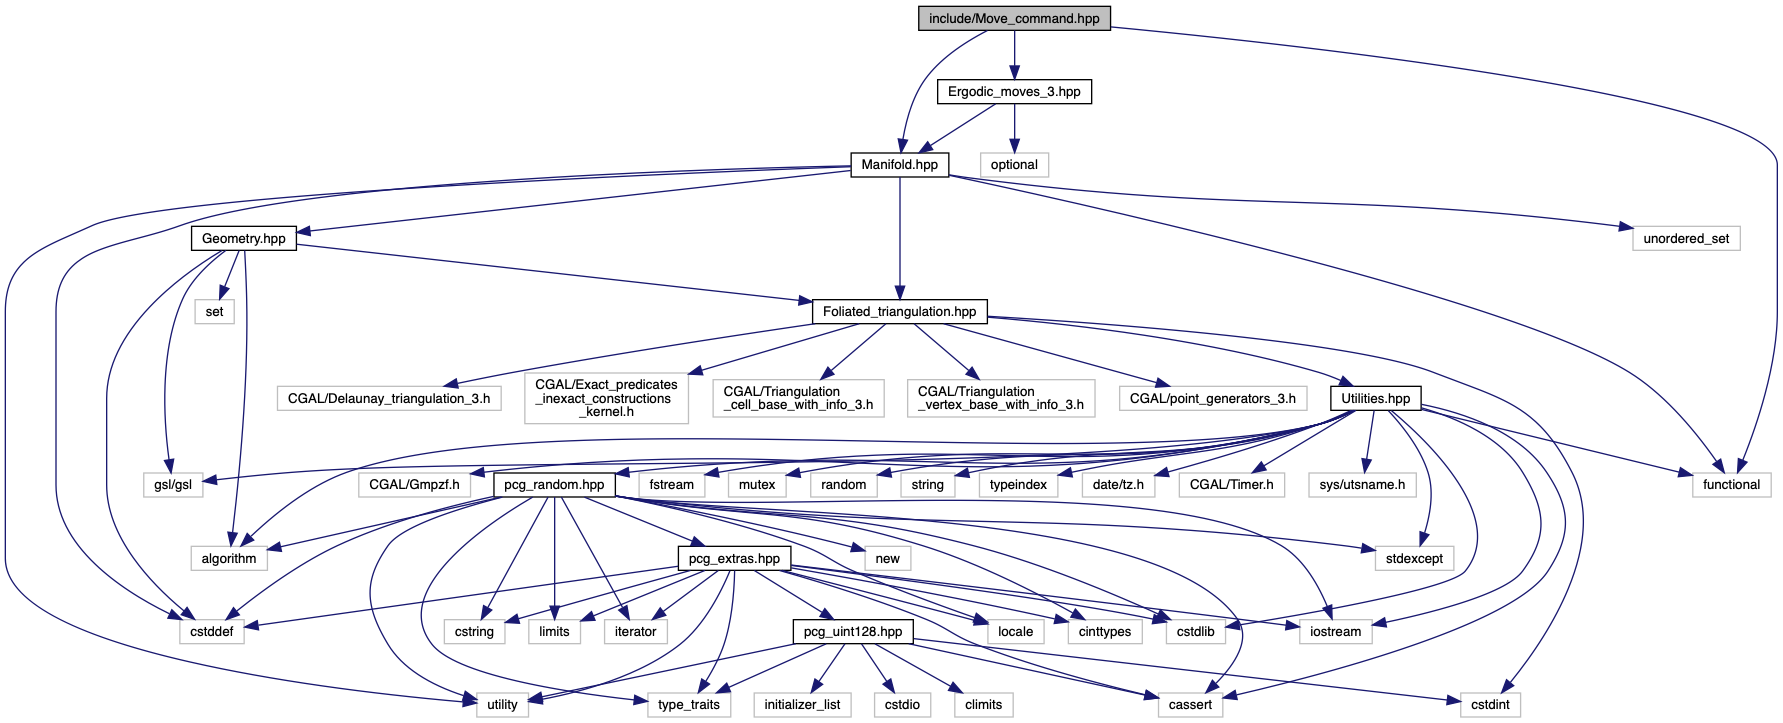 include/Move_command.hpp
Ergodic_moves_3.hpp
Manifold.hpp
optional
Geometry.hpp
unordered_set
set
Foliated_triangulation.hpp
CGAL/Delaunay_triangulation_3.h
CGAL/Exact_predicates
_inexact_constructions
_kernel.h
CGAL/Triangulation
_cell_base_with_info_3.h
CGAL/Triangulation
_vertex_base_with_info_3.h
CGAL/point_generators_3.h
Utilities.hpp
gsl/gsl
CGAL/Gmpzf.h
pcg_random.hpp
fstream
mutex
random
string
typeindex
date/tz.h
CGAL/Timer.h
sys/utsname.h
functional
algorithm
pcg_extras.hpp
new
stdexcept
cstddef
cstring
limits
iterator
pcg_uint128.hpp
locale
cinttypes
cstdlib
iostream
utility
type_traits
initializer_list
cstdio
climits
cassert
cstdint